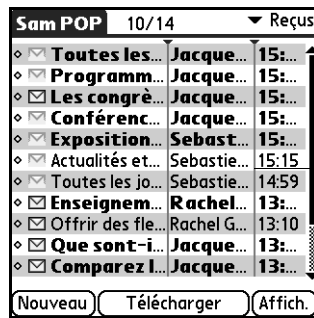 Sam POP 10/14 Reçus
Toutes les... Jacque... 15:...
Programm... Jacque... 15:...
Les congrè... Jacque... 15:...
Conférenc... Jacque... 15:...
Exposition... Sebast... 15:...
Actualités et... Sebastie... 15:15
Toutes les jo... Sebastie... 14:59
Enseignem... Rachel... 13:...
Offrir des fle... Rachel G... 13:10
Que sont-i... Jacque... 13:...
Comparez l... Jacque... 13:...
Nouveau Télécharger Affich.